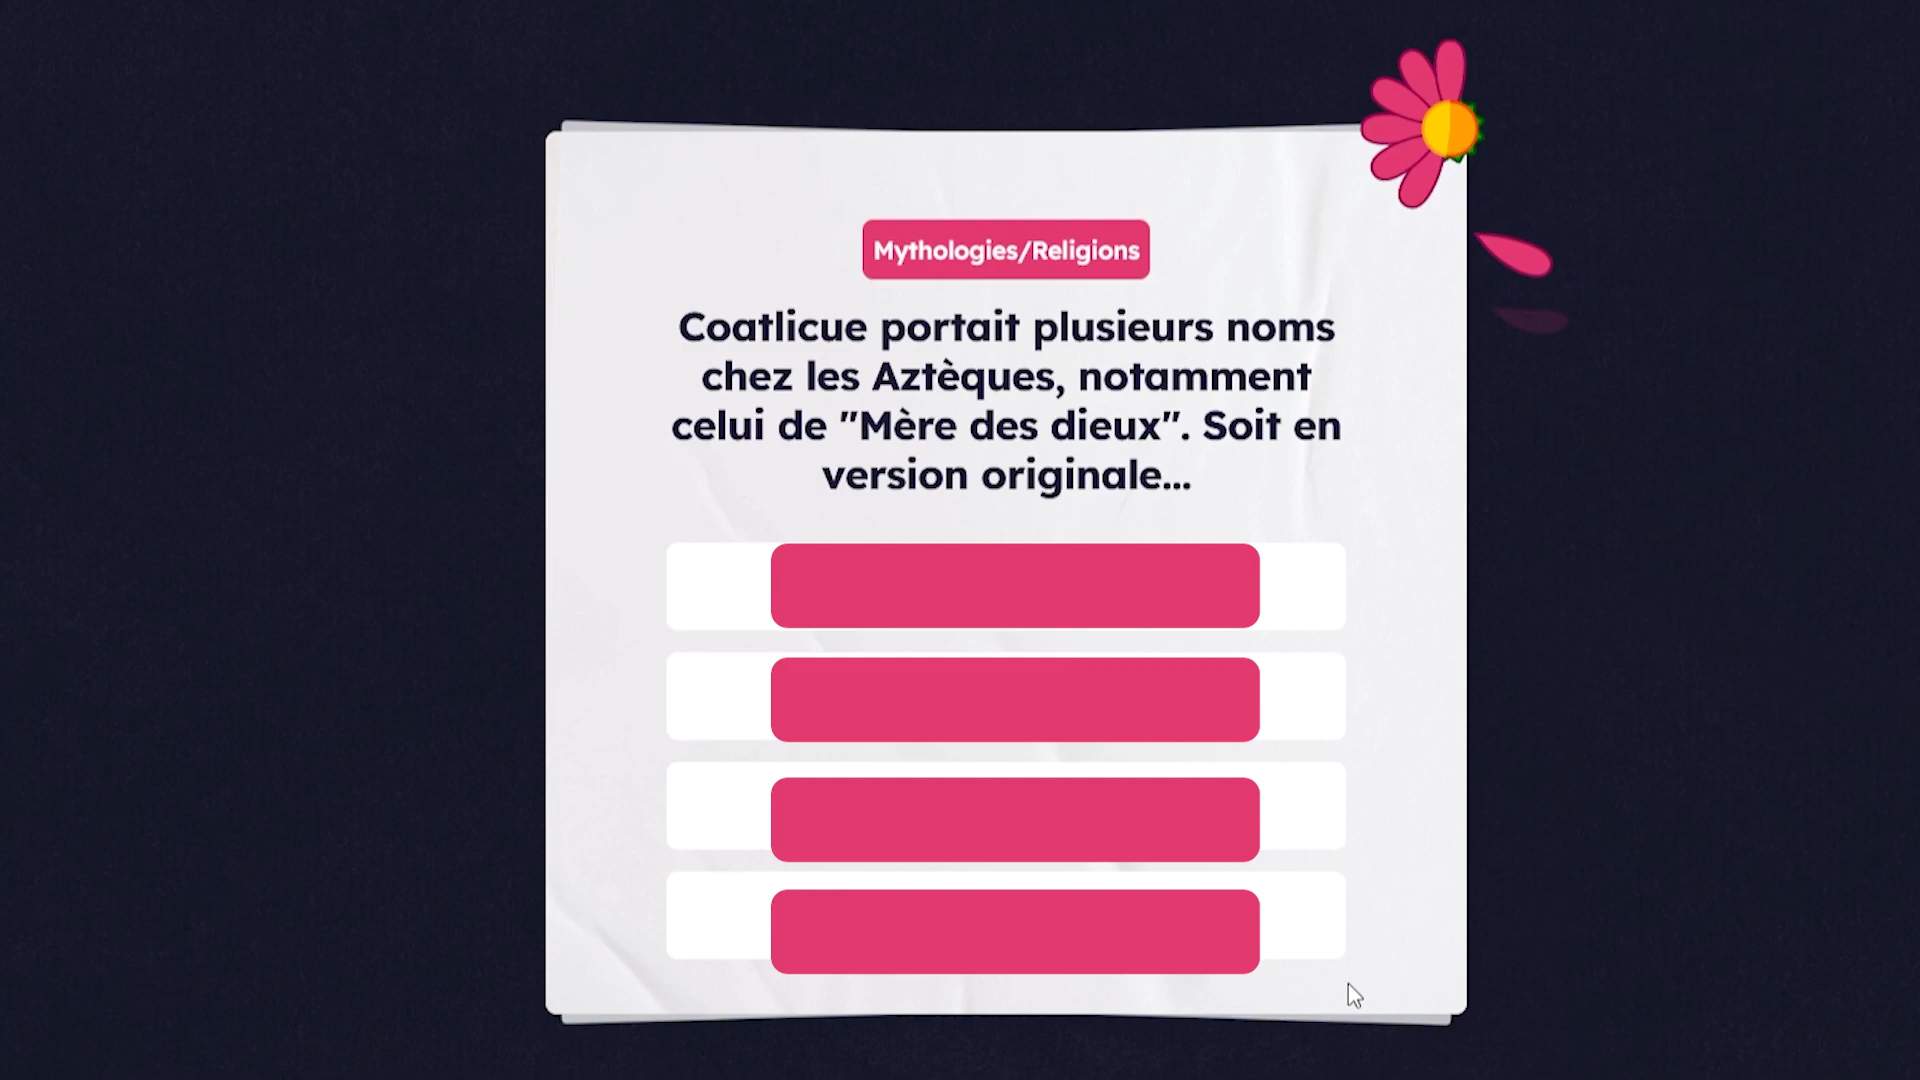 Mythologies/Religions
Coatlicue portait plusieurs noms
chez les Aztèques, notamment
celui de "Mère des dieux". Soit en
version originale...